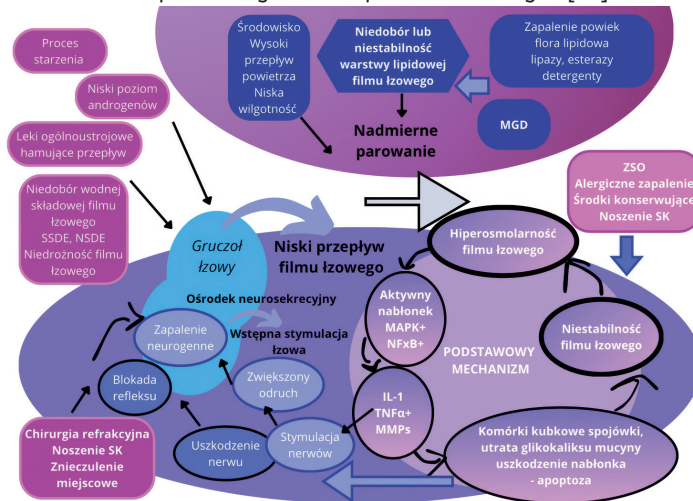 Proces
starzenia
Niski poziom
androgenów
Leki ogólnoustrojowe
hamujące przepływ
Niedobór wodnej
składowej filmu
łzowego
SSDE, NSDE
Niedrożność filmu
łzowego
Środowisko
Wysoki
przepływ
powietrza
Niska
wilgotność
Niedobór lub
niestabilność
warstwy lipidowej
filmu łzowego
Zapalenie powiek
flora lipidowa
lipazy, esterazy
detergenty
MGD
Nadmierne
parowanie
ZSO
Alergiczne zapalenie
Środki konserwujące
Noszenie SK
Gruczoł
łzowy
Niski przepływ
filmu łzowego
Hiperosmolarność
filmu łzowego
Ośrodek neurosekrecyjny
Aktywny
nabłonek
MAPK+
NFxB+
Niestabilność
filmu łzowego
Zapalenie
neurogenne
Wstępna stymulacja
łzowa
PODSTAWOWY
MECHANIZM
Blokada
refleksu
Zwiększony
odruch
IL-1
TNFα+
MMPs
Chirurgia refrakcyjna
Noszenie SK
Znieczulenie
miejscowe
Uszkodzenie
nerwu
Stymulacja
nerwów
Komórki kubkowe spojówki,
utrata glikokaliksu mucyny
uszkodzenie nabłonka
- apoptoza